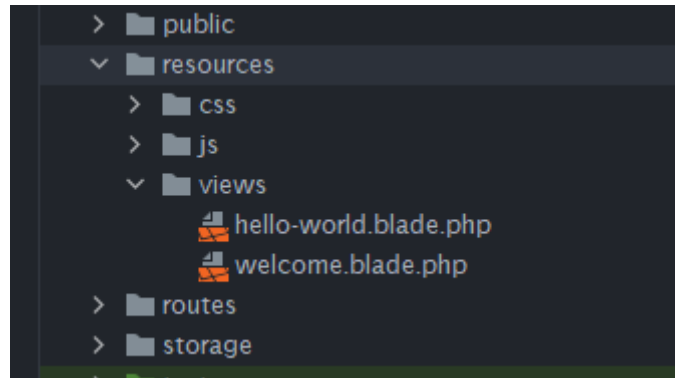 public
resources
css
js
views
hello-world.blade.php
welcome.blade.php
routes
storage